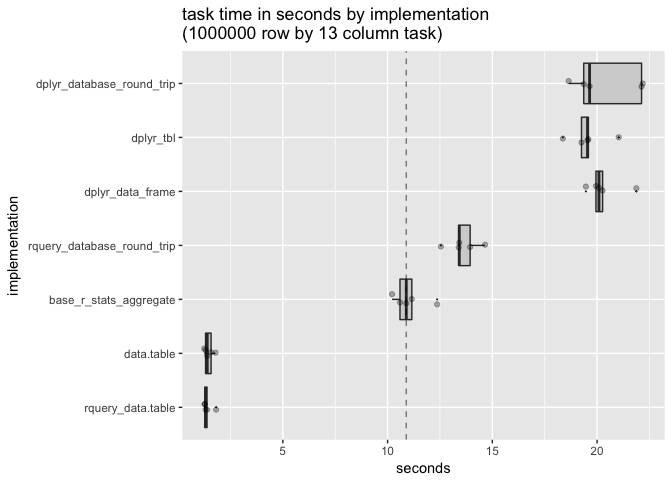 task time in seconds by implementation
(1000000 row by 13 column task)
dplyr_database_round_trip
dplyr_tbl
dplyr_data_frame
rquery_database_round_trip
base_r_stats_aggregate
data.table
rquery_data.table
implementation
5 10 15 20
seconds